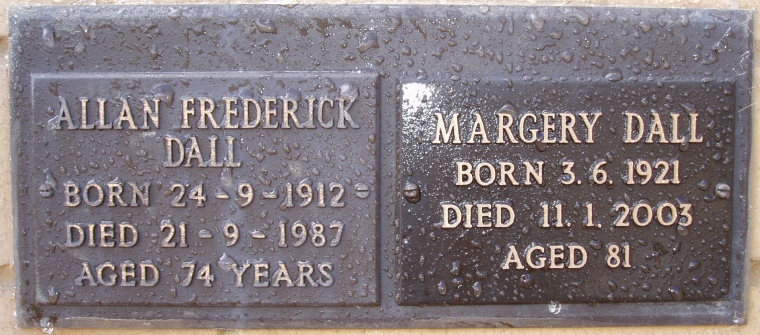 ALLAN FREDERICK
DALL
BORN 24-9-1912
DIED 21-9-1987
AGED 74 YEARS
MARGERY DALL
BORN 3.6.1921
DIED 11.1.2003
AGED 81